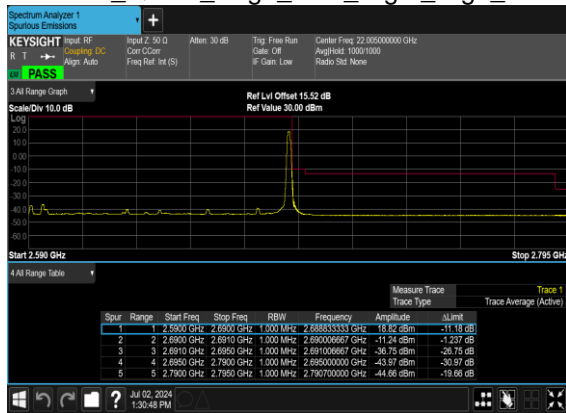 Spectrum Analyzer 1
Spurious Emissions
KEYSIGHT
R T
PASS
Input: RF
Coupling: DC
Align: Auto
Input Z: 50 Ω
Corr CCorr
Freq Ref: Int (S)
Atten: 30 dB
Trig: Free Run
Gate: Off
IF Gain: Low
Center Freq: 22.005000000 GHz
Avg|Hold: 1000/1000
Radio Std: None
3 All Range Graph
Scale/Div 10.0 dB
Ref Lvl Offset 15.52 dB
Ref Value 30.00 dBm
Log
20.0
10.0
0.00
-10.0
-20.0
-30.0
-40.0
-50.0
-60.0
Start 2.590 GHz
Stop 2.795 GHz
4 All Range Table
Measure Trace Trace 1
Trace Type Trace Average (Active)
Spur Range Start Freq Stop Freq RBW Frequency Amplitude ΔLimit
1 1 2.5900 GHz 2.6900 GHz 1.000 MHz 2.688833333 GHz 18.82 dBm -11.18 dB
2 2 2.6900 GHz 2.6910 GHz 1.000 MHz 2.690006667 GHz -11.24 dBm -1.237 dB
3 3 2.6910 GHz 2.6950 GHz 1.000 MHz 2.691006667 GHz -36.75 dBm -26.75 dB
4 4 2.6950 GHz 2.7900 GHz 1.000 MHz 2.695000000 GHz -43.97 dBm -30.97 dB
5 5 2.7900 GHz 2.7950 GHz 1.000 MHz 2.790700000 GHz -44.66 dBm -19.66 dB
?
Jul 02, 2024
1:30:48 PM